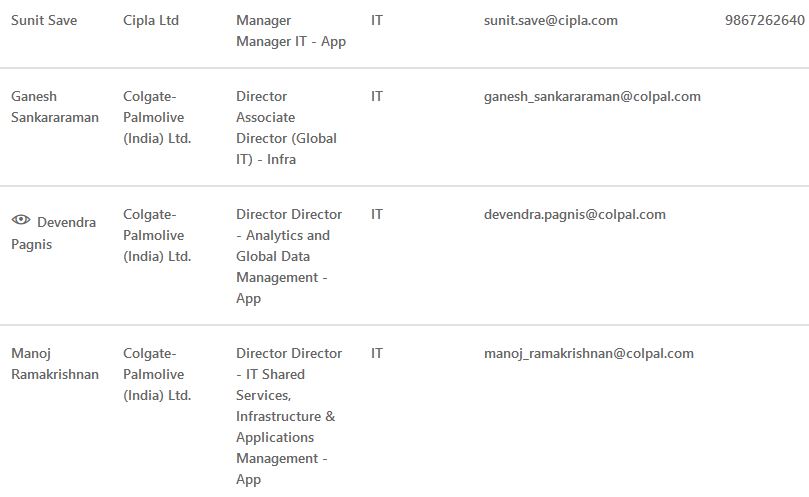 Sunit Save
Cipla Ltd
Manager
Manager IT - App
IT
sunit.save@cipla.com
9867262640
Ganesh
Sankararaman
Colgate-
Palmolive
(India) Ltd.
Director
Associate
Director (Global
IT) - Infra
IT
ganesh_sankararaman@colpal.com
Devendra
Pagnis
Colgate-
Palmolive
(India) Ltd.
Director Director
- Analytics and
Global Data
Management -
App
IT
devendra.pagnis@colpal.com
Manoj
Ramakrishnan
Colgate-
Palmolive
(India) Ltd.
Director Director
- IT Shared
Services,
Infrastructure &
Applications
Management -
App
IT
manoj_ramakrishnan@colpal.com